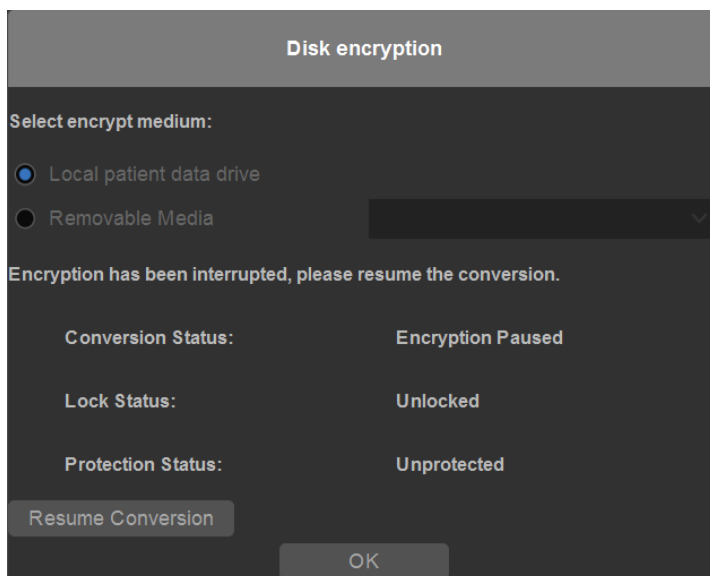 Disk encryption
Select encrypt medium:
Local patient data drive
Removable Media
Encryption has been interrupted, please resume the conversion.
Conversion Status: Encryption Paused
Lock Status: Unlocked
Protection Status: Unprotected
Resume Conversion
OK